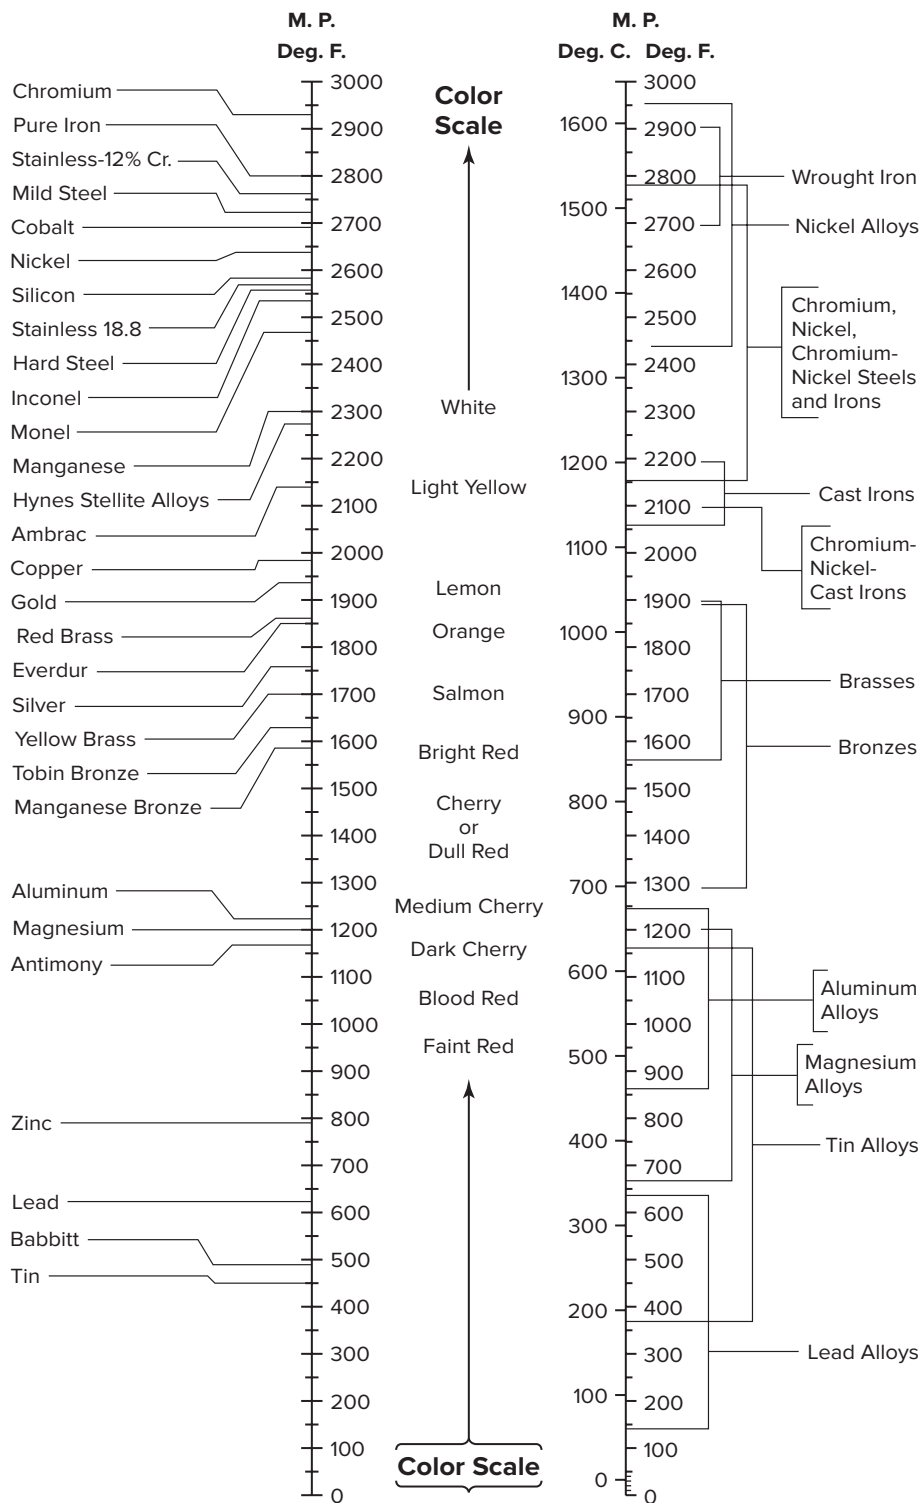 M. P.
Deg. F.
3000
2900
2800
2700
2600
2500
2400
2300
2200
2100
2000
1900
1800
1700
1600
1500
1400
1300
1200
1100
1000
900
800
700
600
500
400
300
200
100
0
Chromium
Pure Iron
Stainless-12% Cr.
Mild Steel
Cobalt
Nickel
Silicon
Stainless 18.8
Hard Steel
Inconel
Monel
Manganese
Hynes Stellite Alloys
Ambrac
Copper
Gold
Red Brass
Everdur
Silver
Yellow Brass
Tobin Bronze
Manganese Bronze
Aluminum
Magnesium
Antimony
Zinc
Lead
Babbitt
Tin
Color
Scale
White
Light Yellow
Lemon
Orange
Salmon
Bright Red
Cherry
or
Dull Red
Medium Cherry
Dark Cherry
Blood Red
Faint Red
Color Scale
M. P.
Deg. C. Deg. F.
1600
1500
1400
1300
1200
1100
1000
900
800
700
600
500
400
300
200
100
0
3000
2900
2800
2700
2600
2500
2400
2300
2200
2100
2000
1900
1800
1700
1600
1500
1400
1300
1200
1100
1000
900
800
700
600
500
400
300
200
100
0
Wrought Iron
Nickel Alloys
Chromium,
Nickel,
Chromium-
Nickel Steels
and Irons
Cast Irons
Chromium-
Nickel-
Cast Irons
Brasses
Bronzes
Aluminum
Alloys
Magnesium
Alloys
Tin Alloys
Lead Alloys